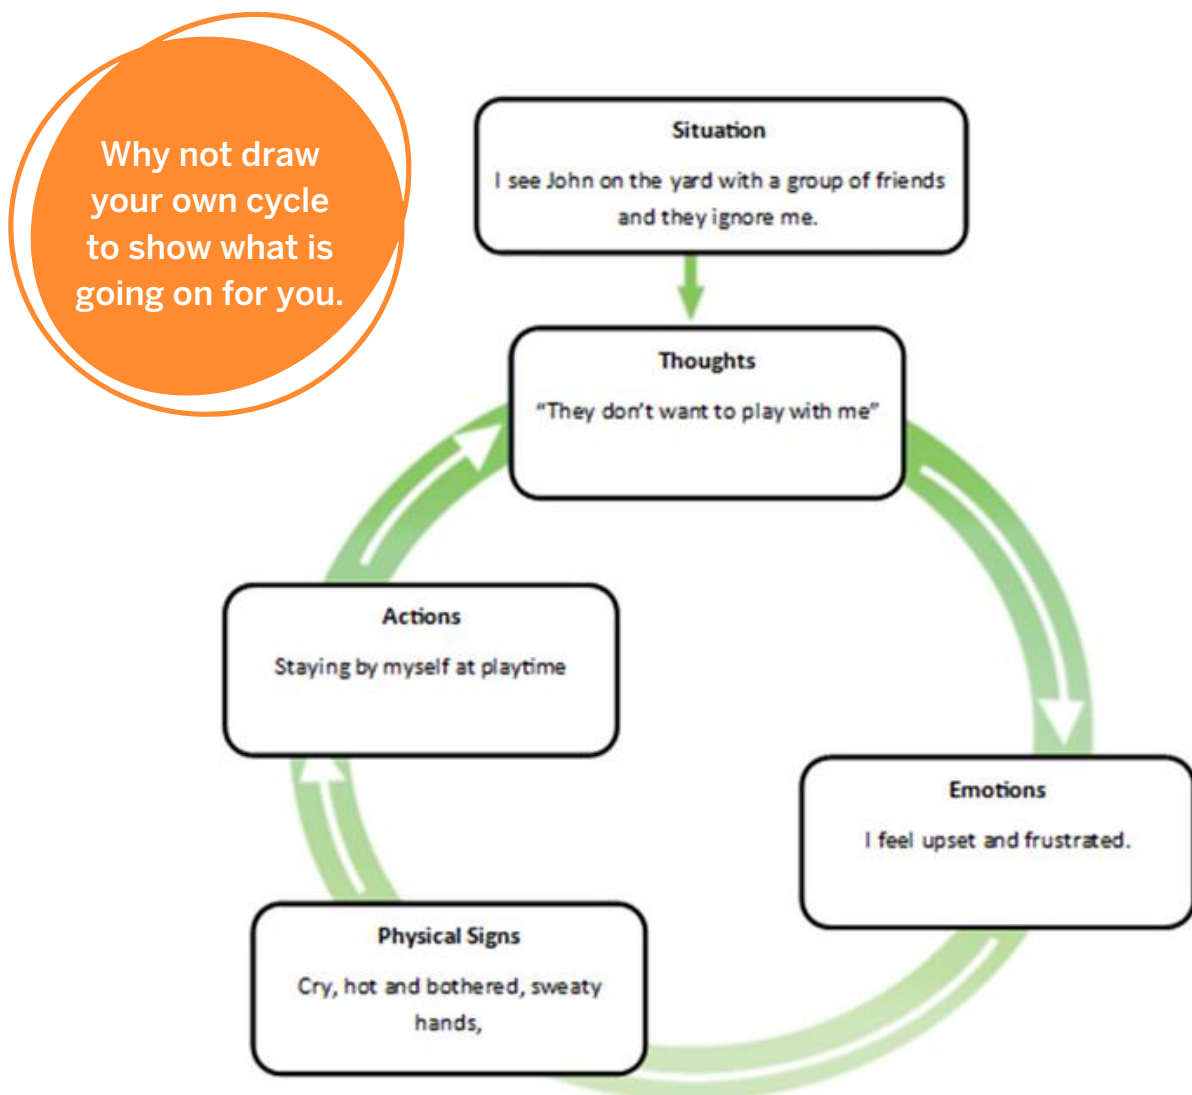 Why not draw
your own cycle
to show what is
going on for you.
Situation
I see John on the yard with a group of friends
and they ignore me.
Thoughts
“They don’t want to play with me”
Actions
Staying by myself at playtime
Emotions
I feel upset and frustrated.
Physical Signs
Cry, hot and bothered, sweaty
hands,